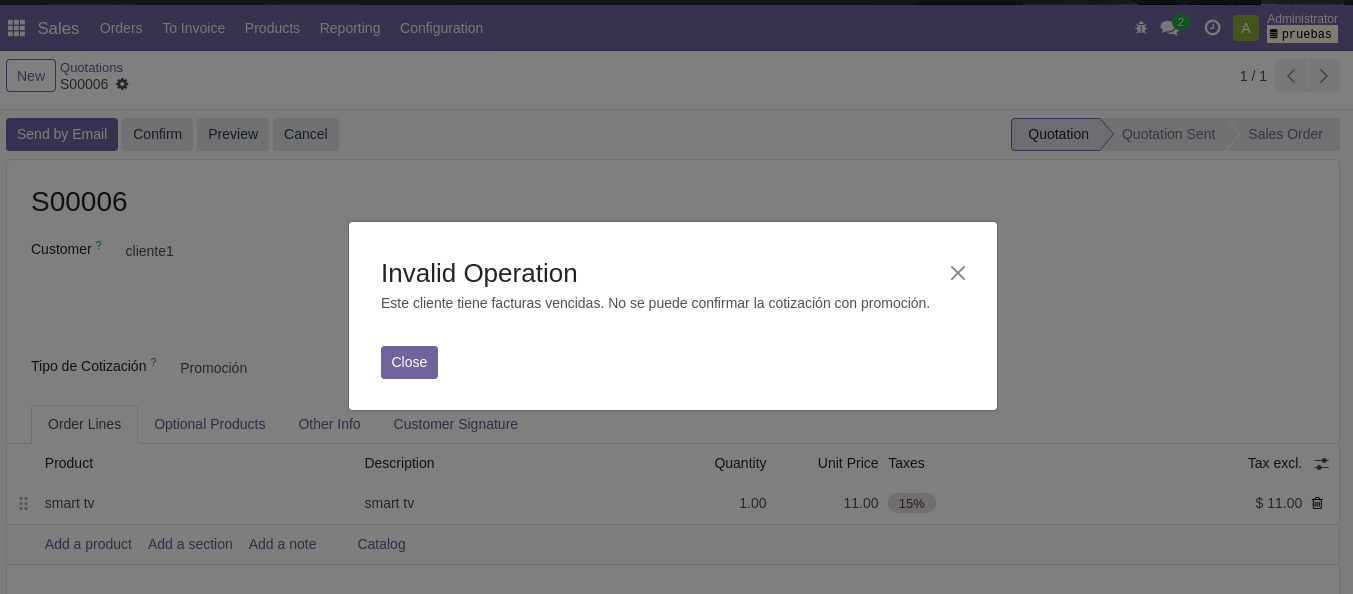 Sales Orders To Invoice Products Reporting Configuration 2 A Administrator
pruebas
New Quotations
S00006 1 / 1
Send by Email Confirm Preview Cancel Quotation Quotation Sent Sales Order
S00006
Customer ? cliente1
Invalid Operation
Este cliente tiene facturas vencidas. No se puede confirmar la cotización con promoción.
Close
Tipo de Cotización ? Promoción
Order Lines Optional Products Other Info Customer Signature
Product Description Quantity Unit Price Taxes Tax excl.
smart tv smart tv 1.00 11.00 15% $ 11.00
Add a product Add a section Add a note Catalog